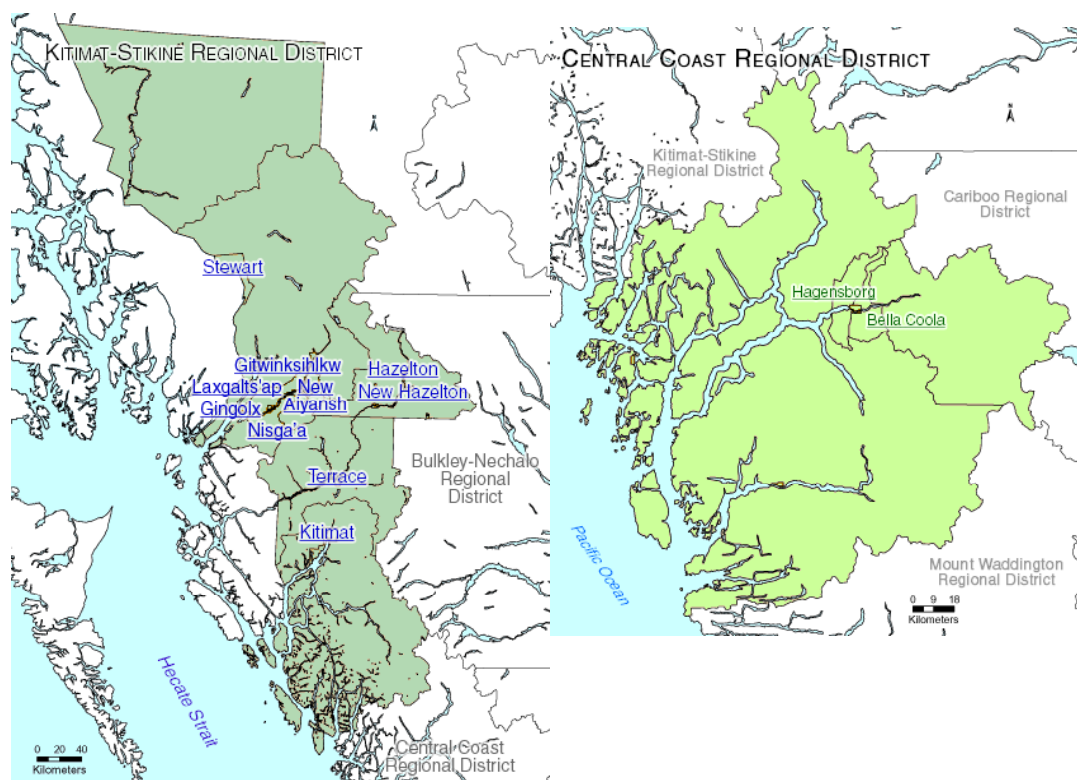 KITIMAT-STIKINE REGIONAL DISTRICT
N
Stewart
Gitwinksihlkw
Hazelton
Laxgalts'ap
New
New Hazelton
Gingolx
Aiyansh
Nisga'a
Bulkley-Nechalo
Regional
District
Terrace
Kitimat
Hecate Strait
Central Coast
Regional District
0 20 40
Kilometers
CENTRAL COAST REGIONAL DISTRICT
N
Kitimat-Stikine
Regional District
Cariboo Regional
District
Hagensborg
Bella Coola
Pacific Ocean
Mount Waddington
Regional District
0 9 18
Kilometers